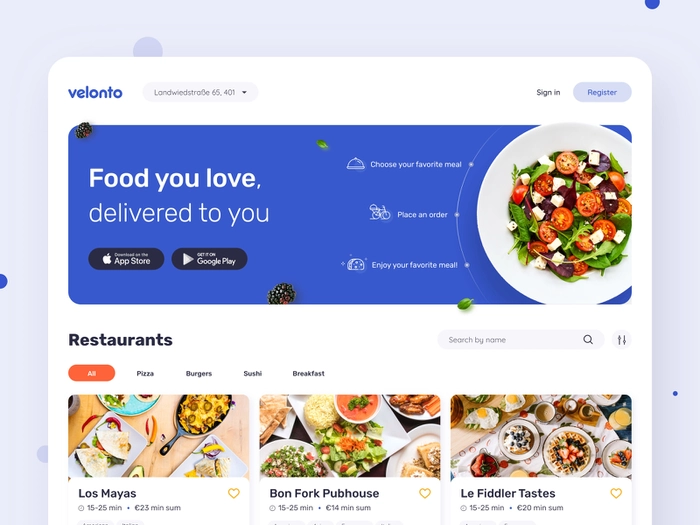 velonto
Landwiedstraße 65, 401
Sign in
Register
Food you love,
delivered to you
Download on the
App Store
GET IT ON
Google Play
Choose your favorite meal
Place an order
Enjoy your favorite meal!
Restaurants
Search by name
All
Pizza
Burgers
Sushi
Breakfast
Los Mayas
15-25 min • €23 min sum
Bon Fork Pubhouse
15-25 min • €14 min sum
Le Fiddler Tastes
15-25 min • €20 min sum